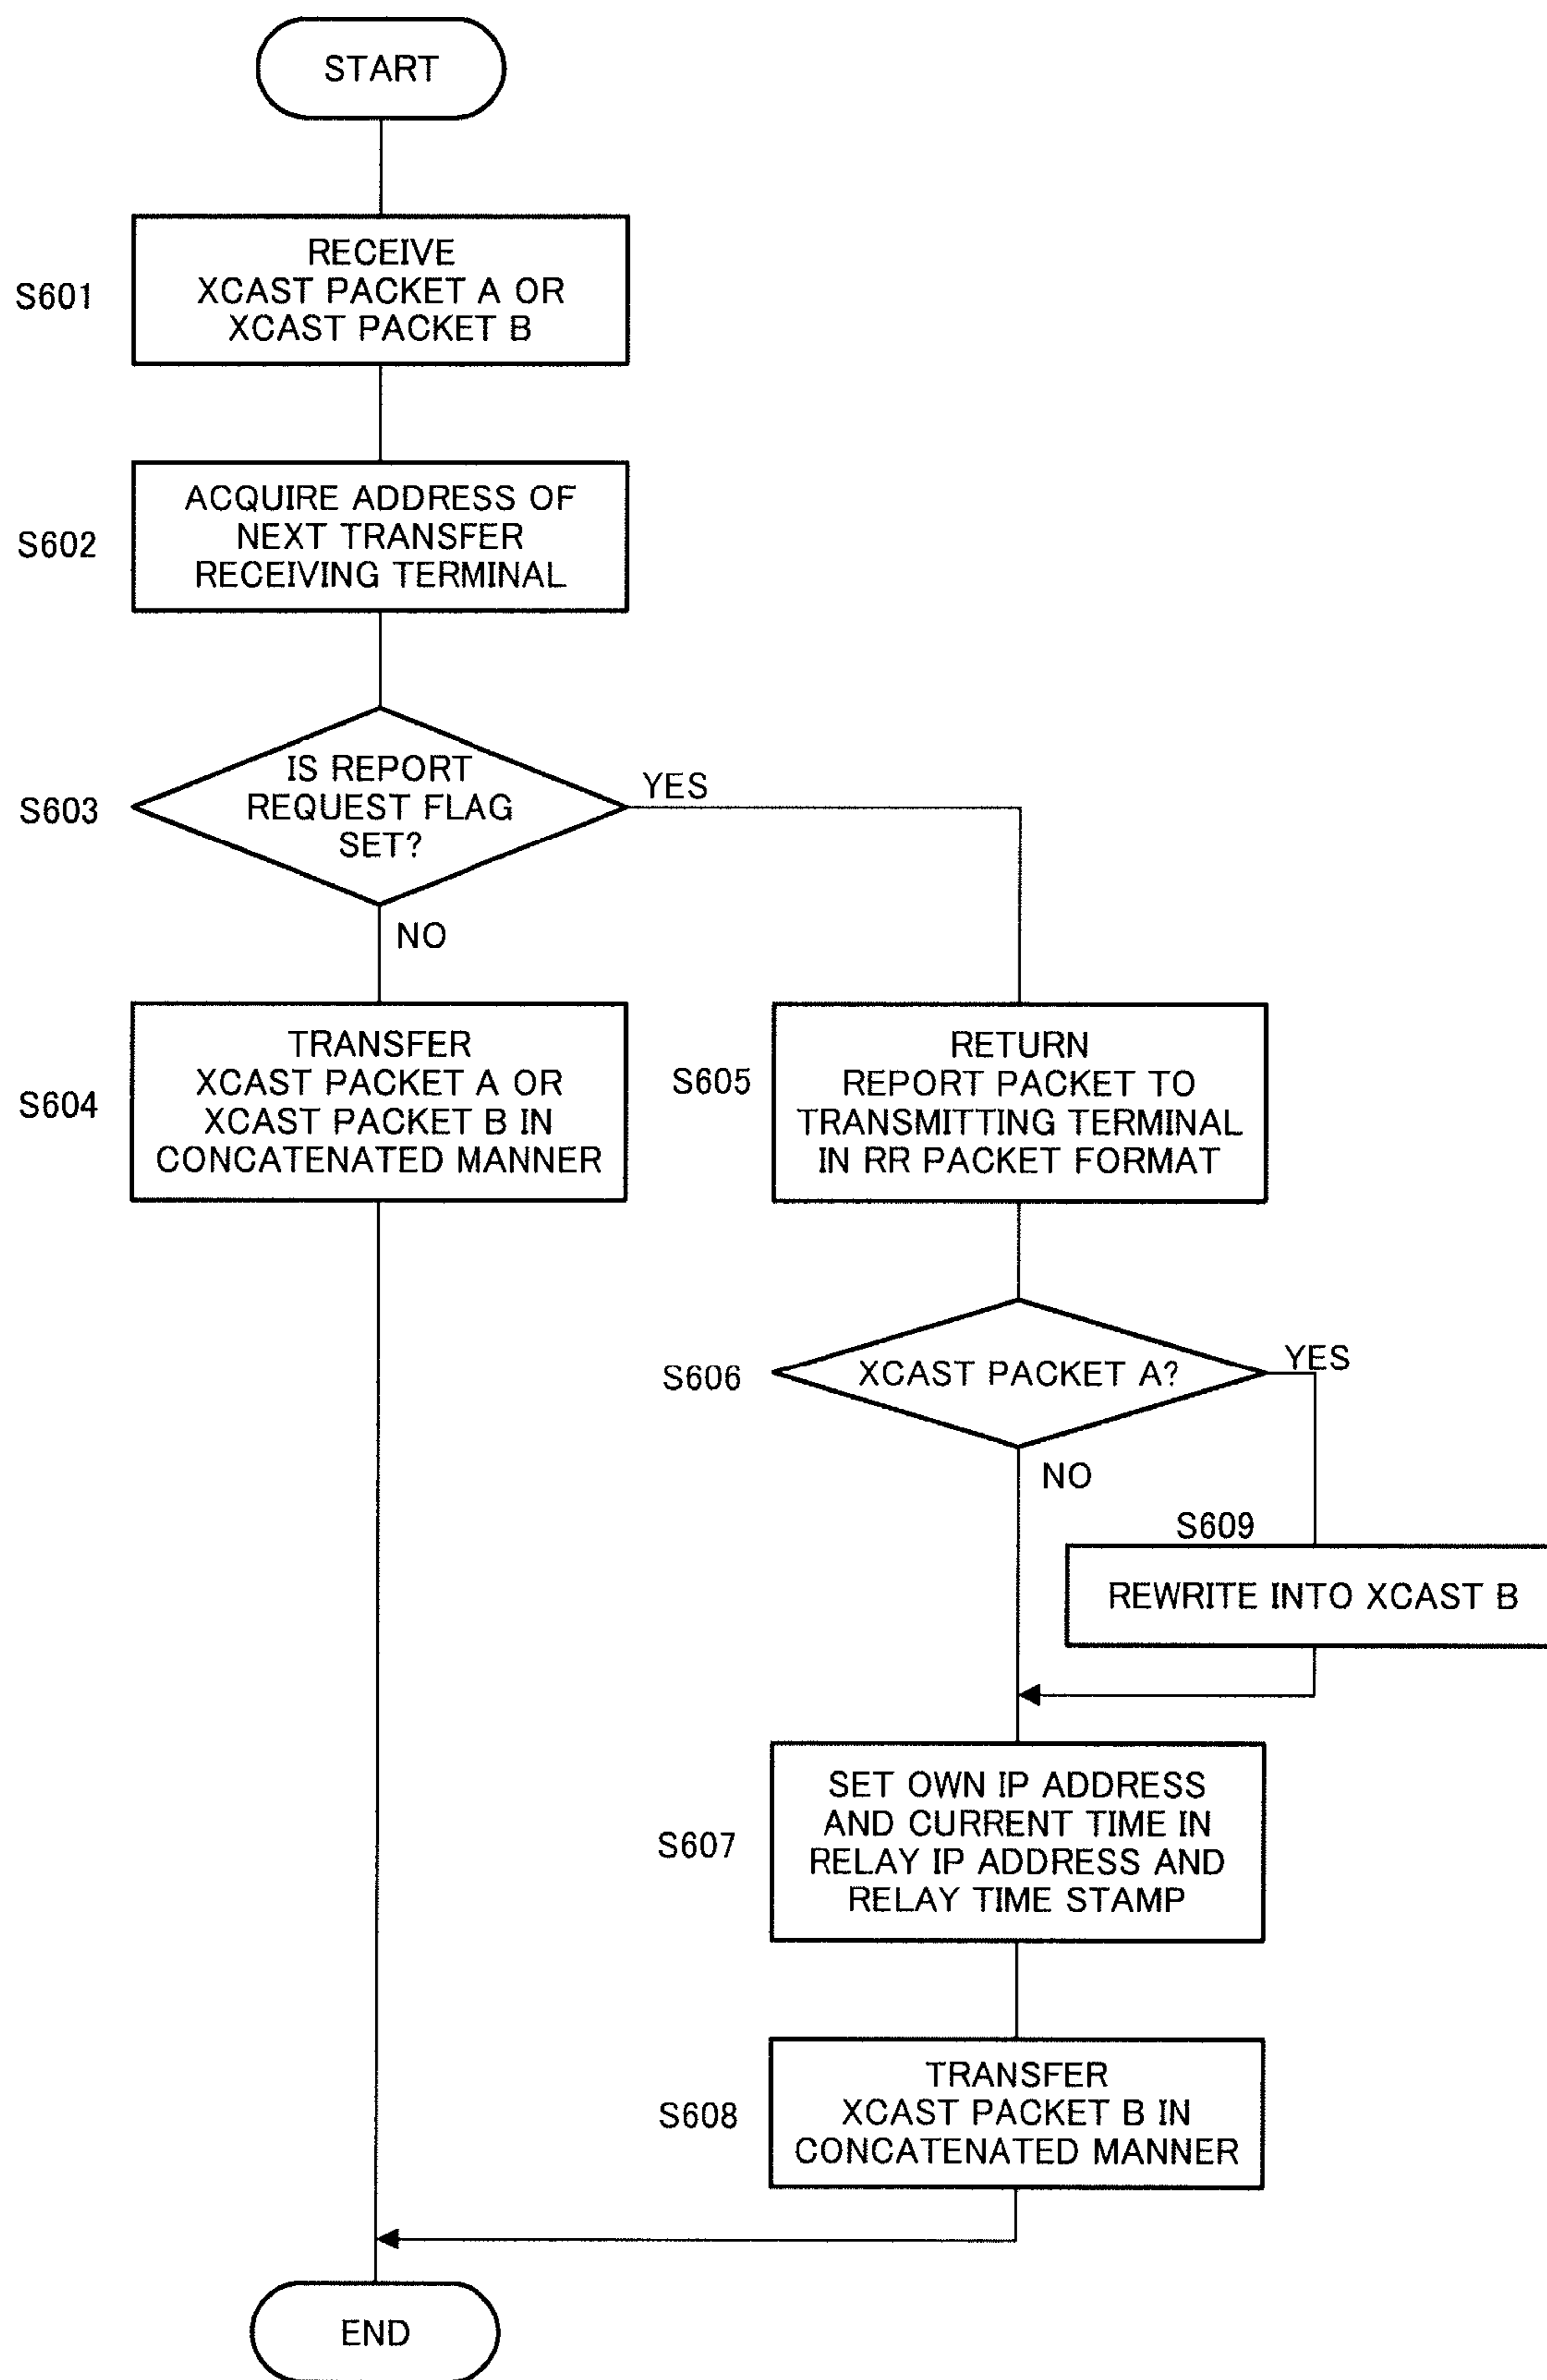 START
S601
RECEIVE
XCAST PACKET A OR
XCAST PACKET B
S602
ACQUIRE ADDRESS OF
NEXT TRANSFER
RECEIVING TERMINAL
S603
IS REPORT
REQUEST FLAG
SET?
YES
NO
S604
TRANSFER
XCAST PACKET A OR
XCAST PACKET B IN
CONCATENATED MANNER
S605
RETURN
REPORT PACKET TO
TRANSMITTING TERMINAL
IN RR PACKET FORMAT
S606
XCAST PACKET A?
YES
NO
S609
REWRITE INTO XCAST B
S607
SET OWN IP ADDRESS
AND CURRENT TIME IN
RELAY IP ADDRESS AND
RELAY TIME STAMP
S608
TRANSFER
XCAST PACKET B IN
CONCATENATED MANNER
END